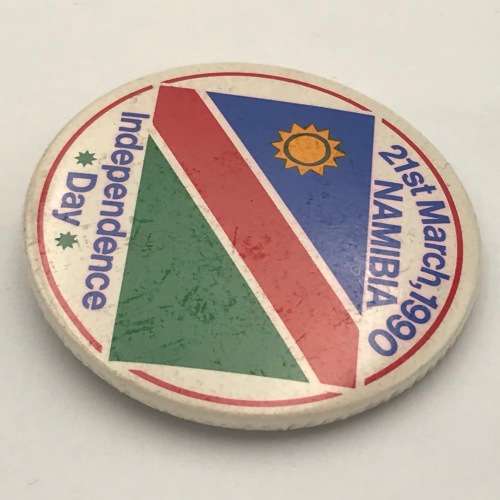 21st March, 1990
NAMIBIA
Independence
Day